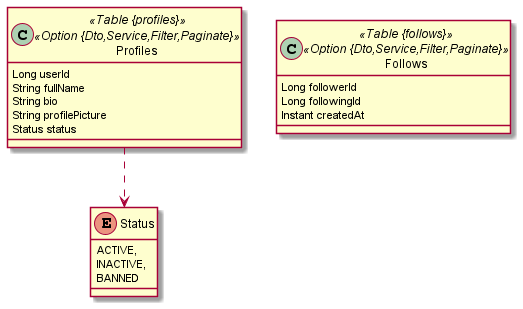 C
«Table {profiles}»
«Option {Dto,Service,Filter,Paginate}»
Profiles
Long userId
String fullName
String bio
String profilePicture
Status status
C
«Table {follows}»
«Option {Dto,Service,Filter,Paginate}»
Follows
Long followerId
Long followingId
Instant createdAt
E Status
ACTIVE,
INACTIVE,
BANNED